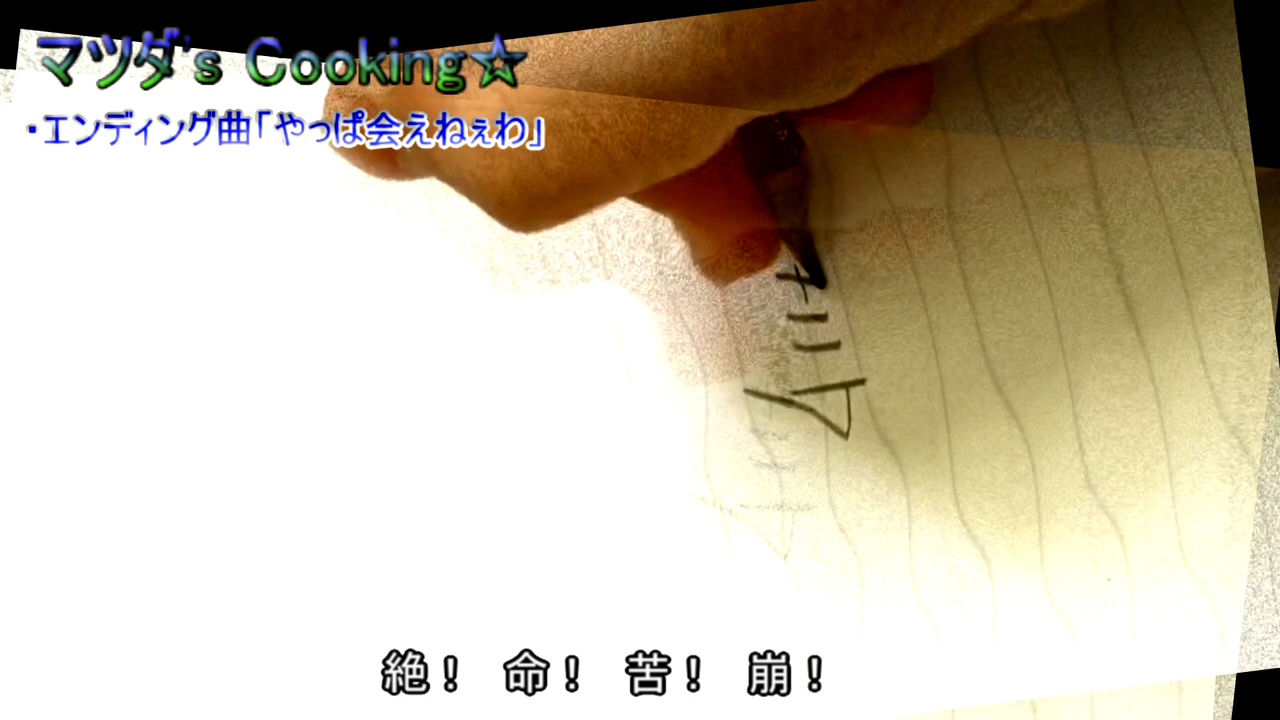 マツダ's Cooking☆
・エンディング曲「やっぱ会えねぇわ」
絶！ 命！ 苦！ 崩！